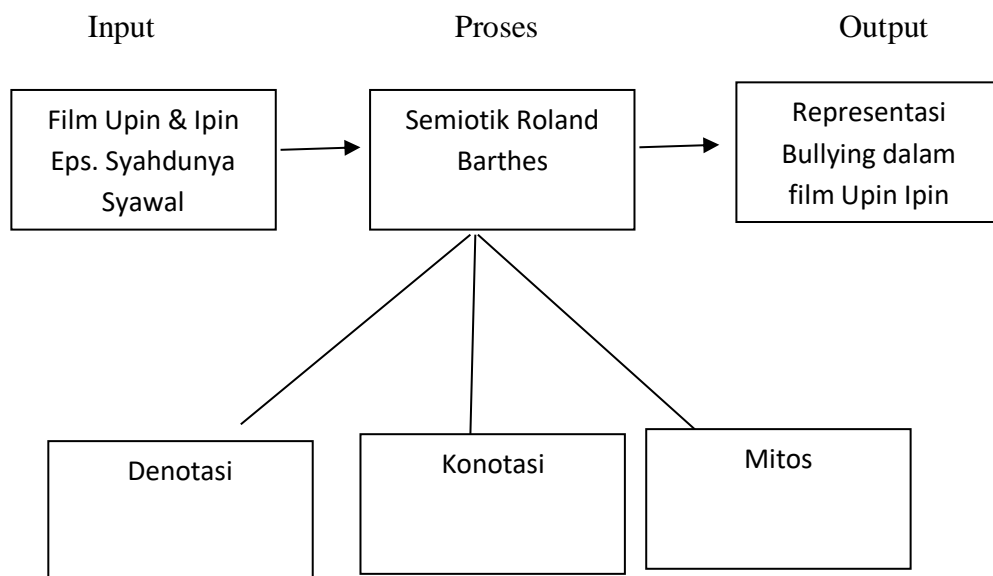 Input
Proses
Output
Film Upin & Ipin
Eps. Syahdunya
Syawal
Semiotik Roland
Barthes
Representasi
Bullying dalam
film Upin Ipin
Denotasi
Konotasi
Mitos